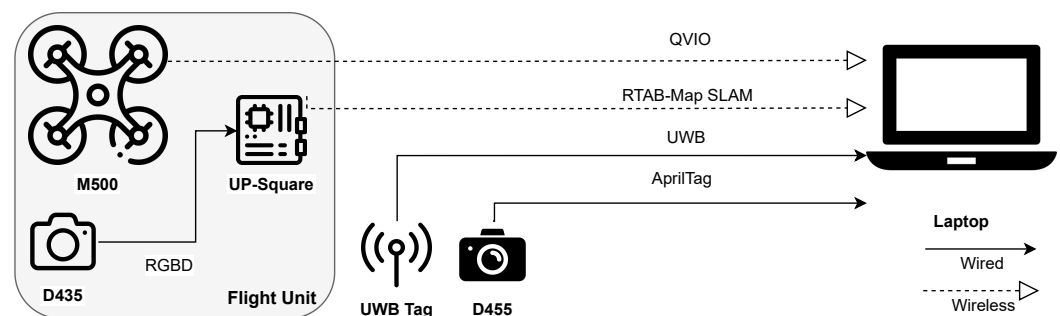 QVIO
RTAB-Map SLAM
UWB
AprilTag
M500
UP-Square
RGBD
D435
Flight Unit
UWB Tag
D455
Laptop
Wired
Wireless